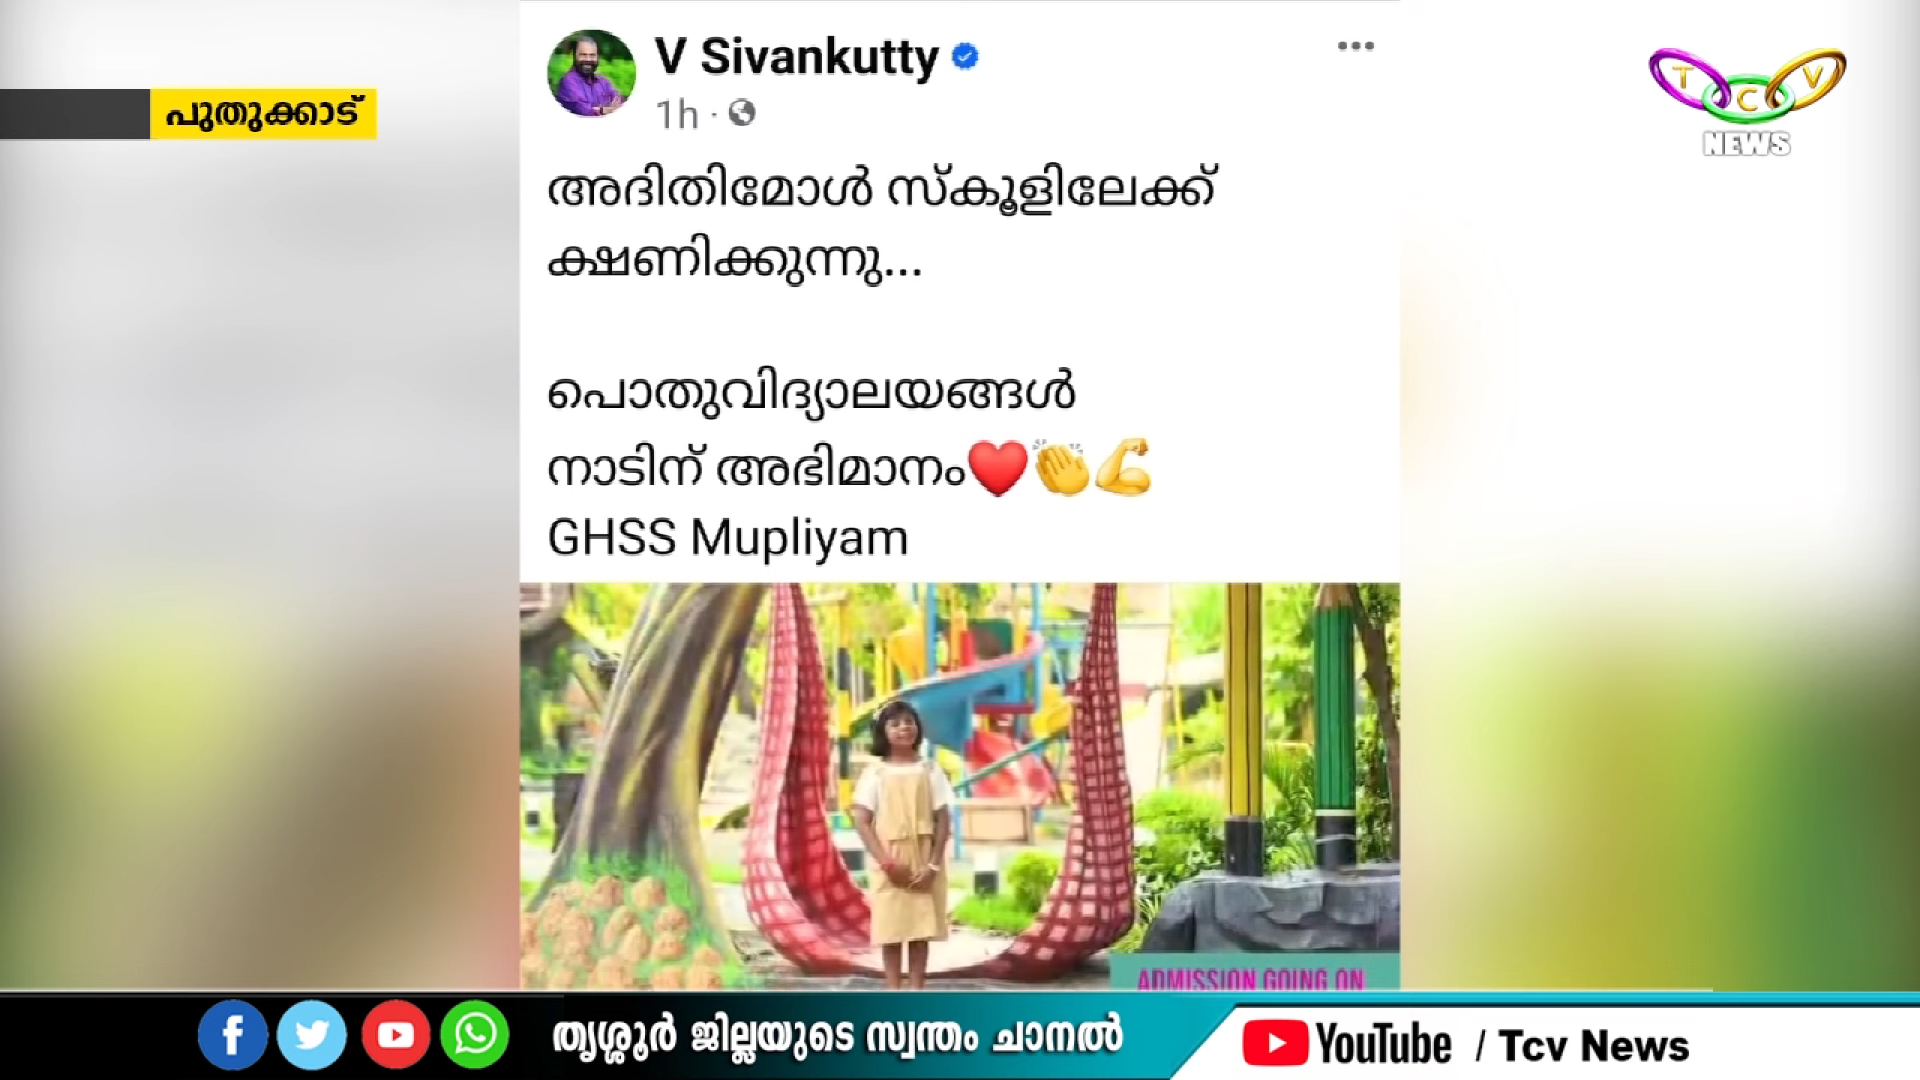 പുതുക്കാട്
V Sivankutty
1h ·
അദിതിമോൾ സ്കൂളിലേക്ക്
ക്ഷണിക്കുന്നു...
പൊതുവിദ്യാലയങ്ങൾ
നാടിന് അഭിമാനം❤️👏💪
GHSS Mupliyam
ADMISSION GOING ON
T C V
NEWS
തൃശ്ശൂർ ജില്ലയുടെ സ്വന്തം ചാനൽ
YouTube / Tcv News